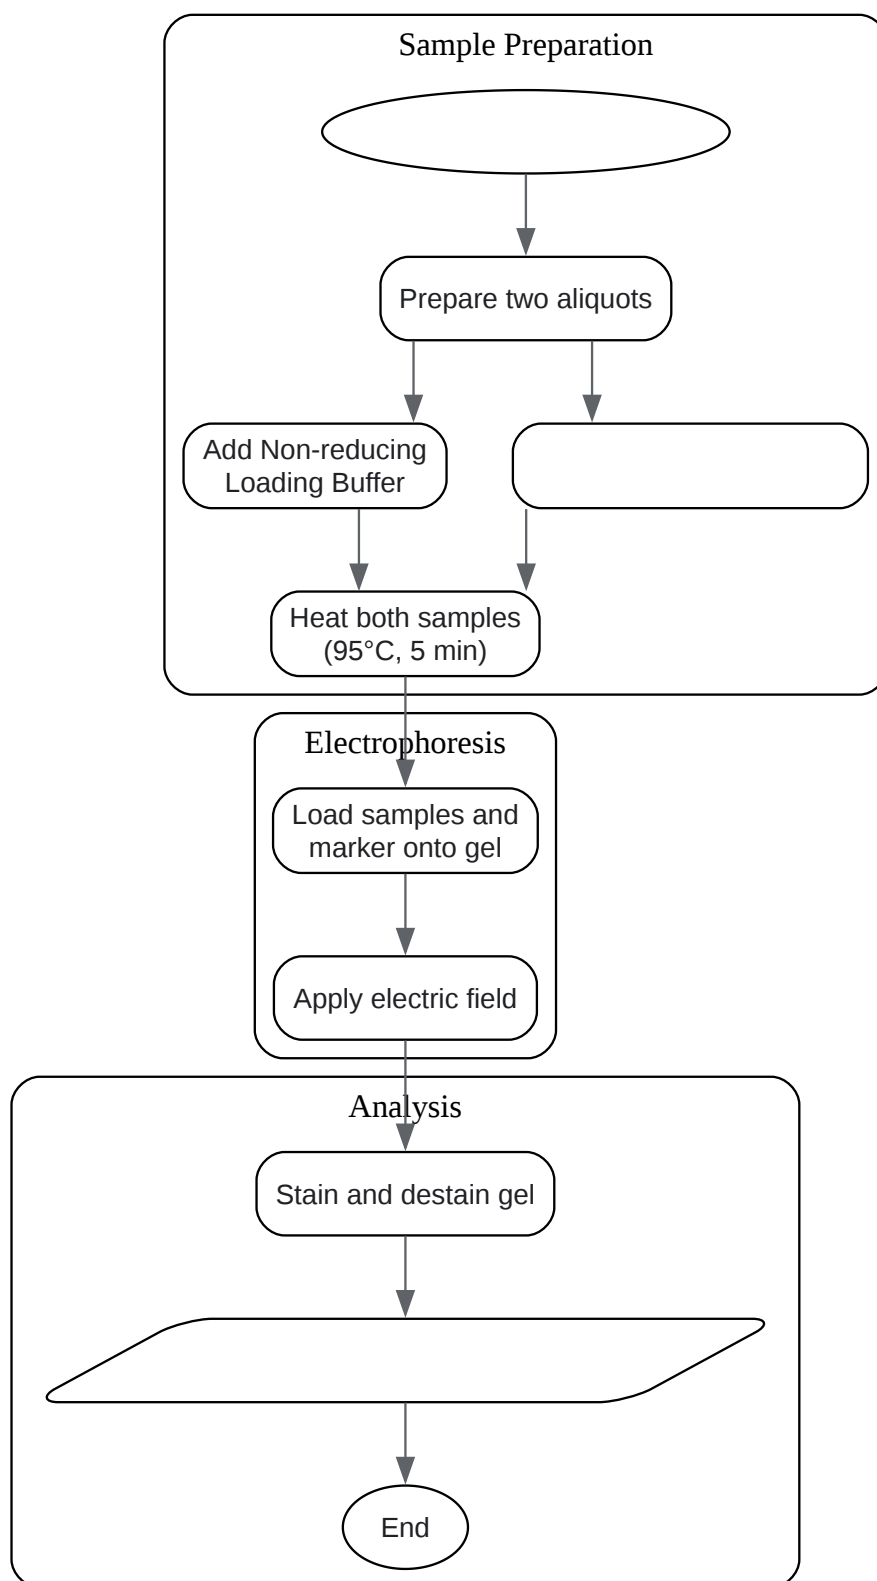 Sample Preparation
Prepare two aliquots
Add Non-reducing
Loading Buffer
Heat both samples
(95°C, 5 min)
Electrophoresis
Load samples and
marker onto gel
Apply electric field
Analysis
Stain and destain gel
End